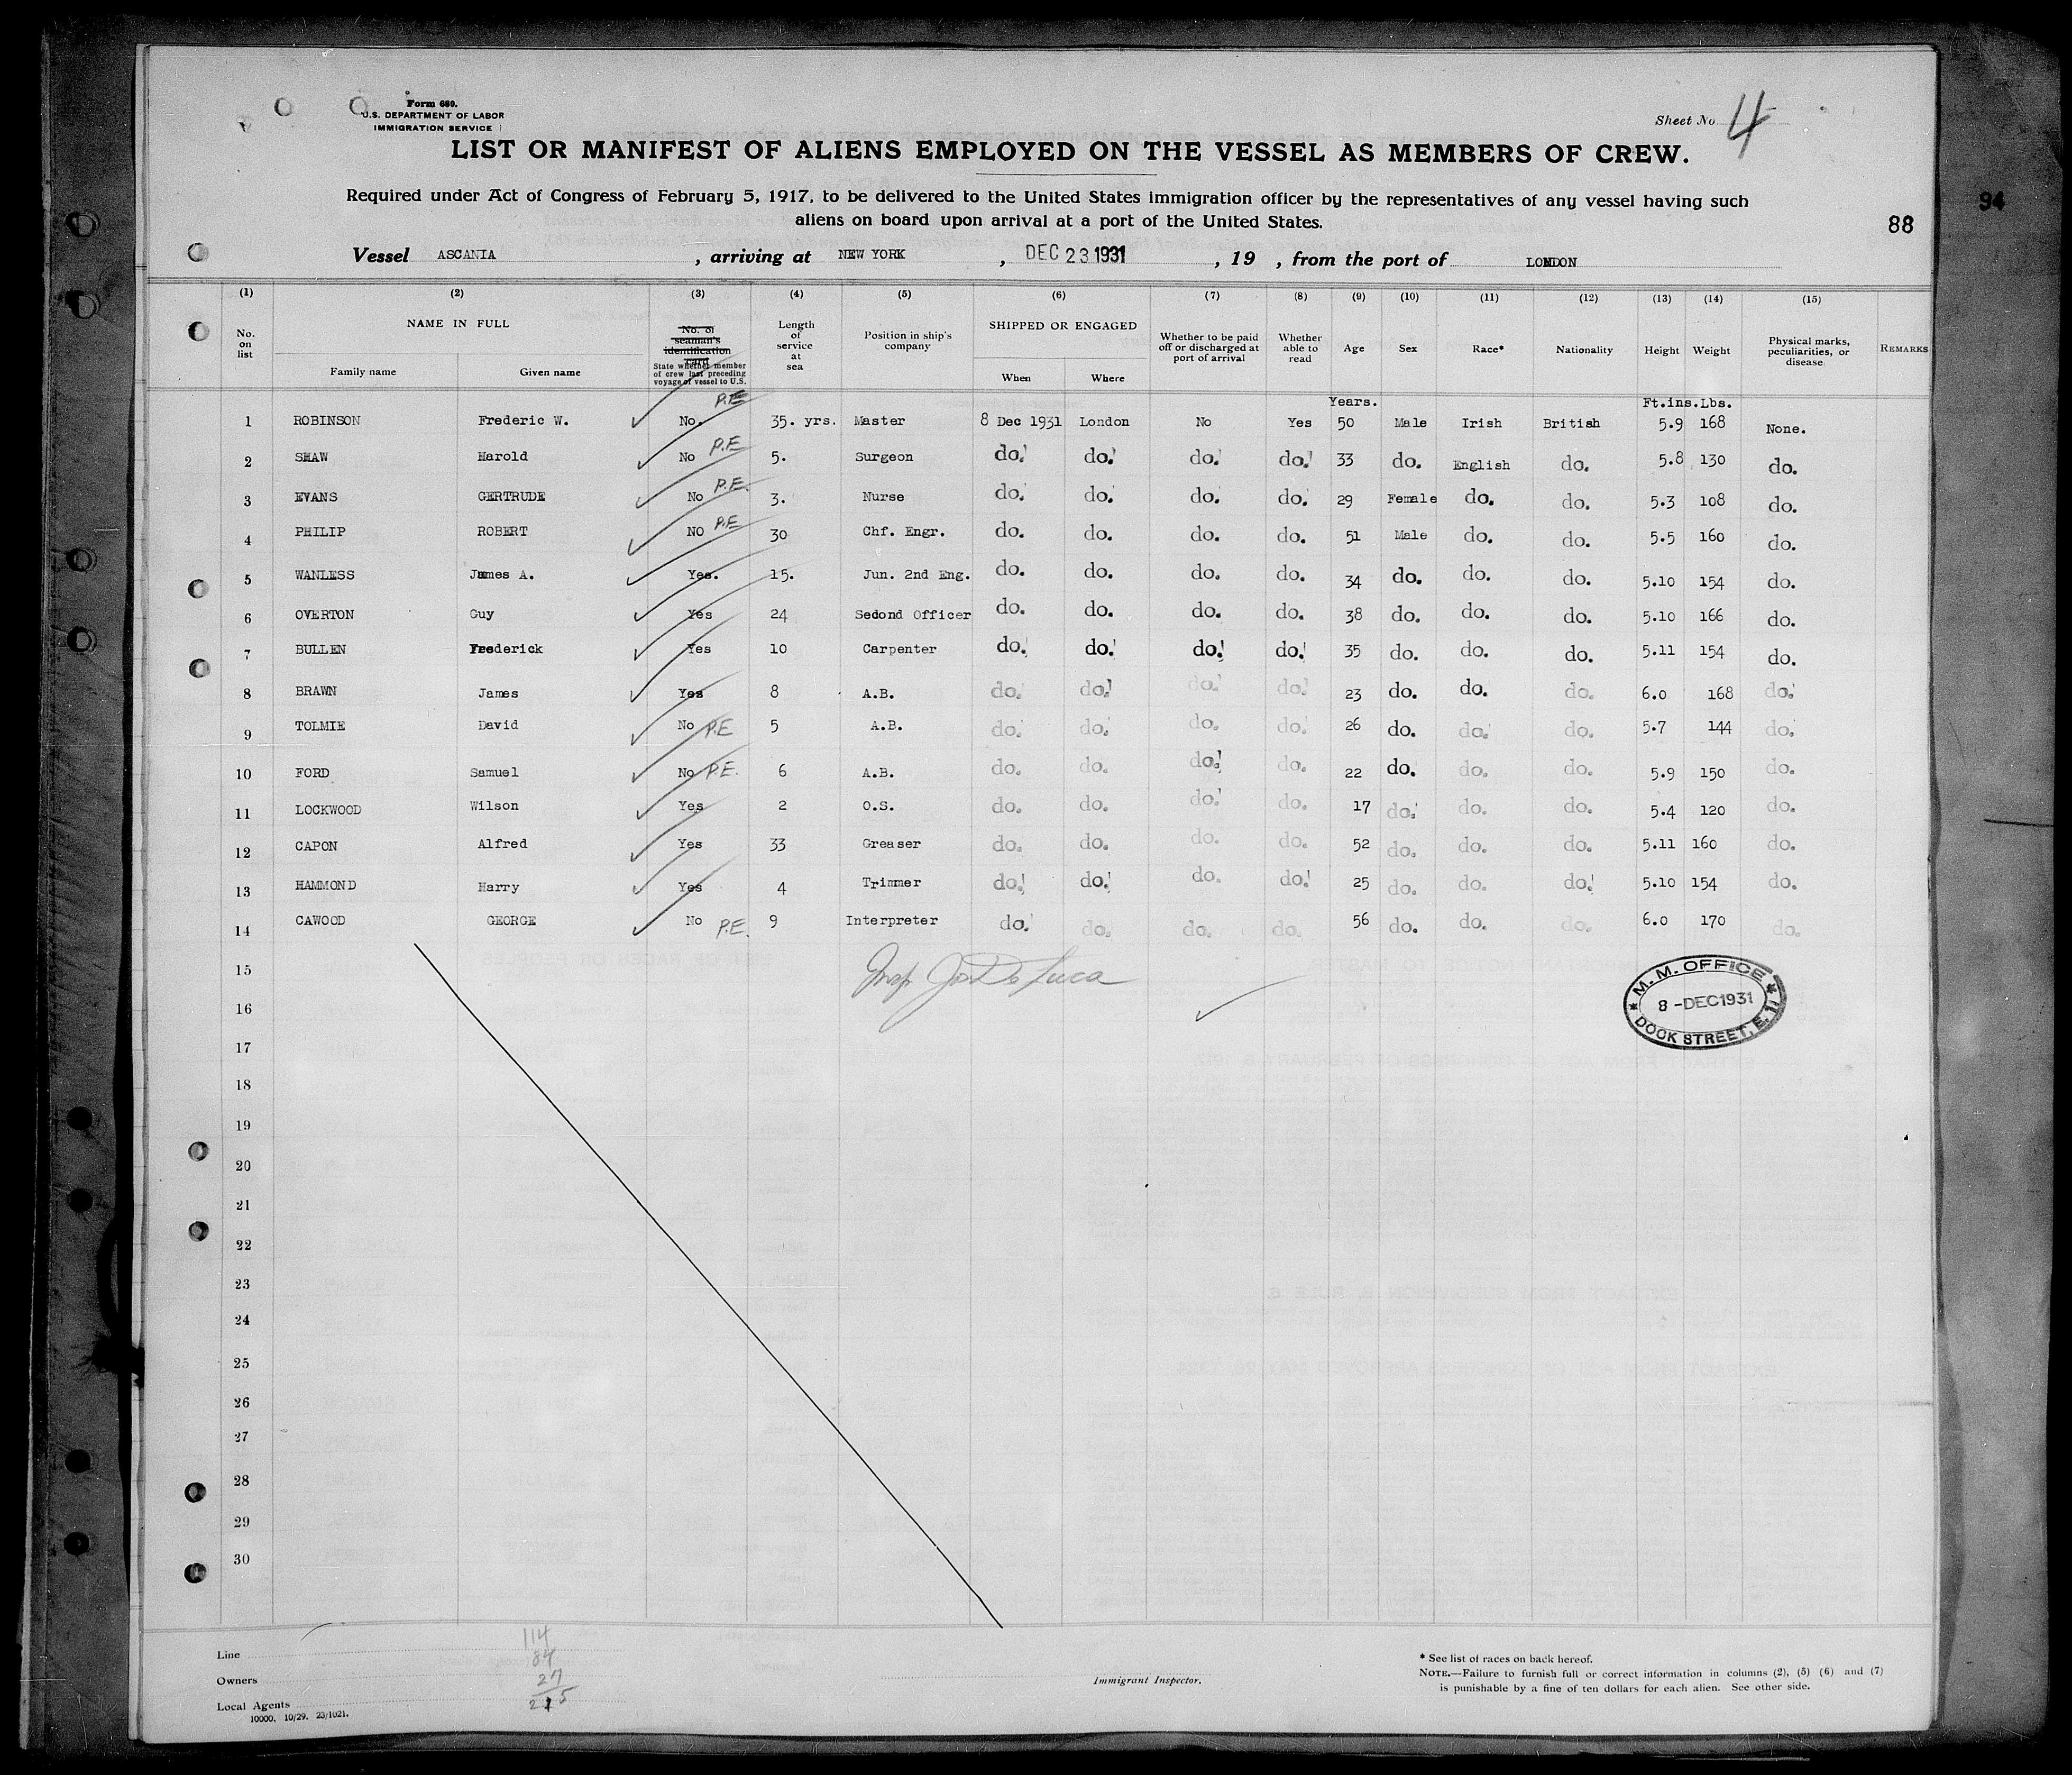 Form 680.
U.S. DEPARTMENT OF LABOR
IMMIGRATION SERVICE
Sheet No. 4
LIST OR MANIFEST OF ALIENS EMPLOYED ON THE VESSEL AS MEMBERS OF CREW.
Required under Act of Congress of February 5, 1917, to be delivered to the United States immigration officer by the representatives of any vessel having such
aliens on board upon arrival at a port of the United States.
94
88
Vessel ASCANIA , arriving at NEW YORK , DEC 23 1931 , 19 , from the port of LONDON
(1) (2) (3) (4) (5) (6) (7) (8) (9) (10) (11) (12) (13) (14) (15)
No. on list NAME IN FULL Family name Given name No. of seaman's identification card State whether member of crew last preceding voyage of vessel to U.S. Length of service at sea Position in ship's company SHIPPED OR ENGAGED When Where Whether to be paid off or discharged at port of arrival Whether able to read Age Sex Race* Nationality Height Weight Physical marks, peculiarities, or disease REMARKS
Years. Ft.ins. Lbs.
1 ROBINSON Frederic W. No. P.E 35. yrs. Master 8 Dec 1931 London No Yes 50 Male Irish British 5.9 168 None.
2 SHAW Harold No P.E 5. Surgeon do. do. do. do. 33 do. English do. 5.8 130 do.
3 EVANS GERTRUDE No P.E. 3. Nurse do. do. do. do. 29 Female do. do. 5.3 108 do.
4 PHILIP ROBERT NO P.E 30 Chf. Engr. do. do. do. do. 51 Male do. do. 5.5 160 do.
5 WANLESS James A. Yes. 15. Jun. 2nd Eng. do. do. do. do. 34 do. do. do. 5.10 154 do.
6 OVERTON Guy Yes 24 Sedond Officer do. do. do. do. 38 do. do. do. 5.10 166 do.
7 BULLEN Frederick Yes 10 Carpenter do. do. do. do. 35 do. do. do. 5.11 154 do.
8 BRAWN James Yes 8 A.B. do. do. do. do. 23 do. do. do. 6.0 168 do.
9 TOLMIE David No P.E 5 A.B. do. do. do. do. 26 do. do. do. 5.7 144 do.
10 FORD Samuel No P.E. 6 A.B. do. do. do. do. 22 do. do. do. 5.9 150 do.
11 LOCKWOOD Wilson Yes 2 O.S. do. do. do. do. 17 do. do. do. 5.4 120 do.
12 CAPON Alfred Yes 33 Greaser do. do. do. do. 52 do. do. do. 5.11 160 do.
13 HAMMOND Harry Yes 4 Trimmer do. do. do. do. 25 do. do. do. 5.10 154 do.
14 CAWOOD GEORGE No P.E. 9 Interpreter do. do. do. do. 56 do. do. do. 6.0 170 do.
15
M.M. OFFICE
8 -DEC 1931
DOCK STREET, E.1
16
17
18
19
20
21
22
23
24
25
26
27
28
29
30
114
84
27
Line
Owners
Local Agents
10000. 10/29. 23/1021.
Immigrant Inspector.
* See list of races on back hereof.
NOTE.—Failure to furnish full or correct information in columns (2), (5) (6) and (7)
is punishable by a fine of ten dollars for each alien. See other side.